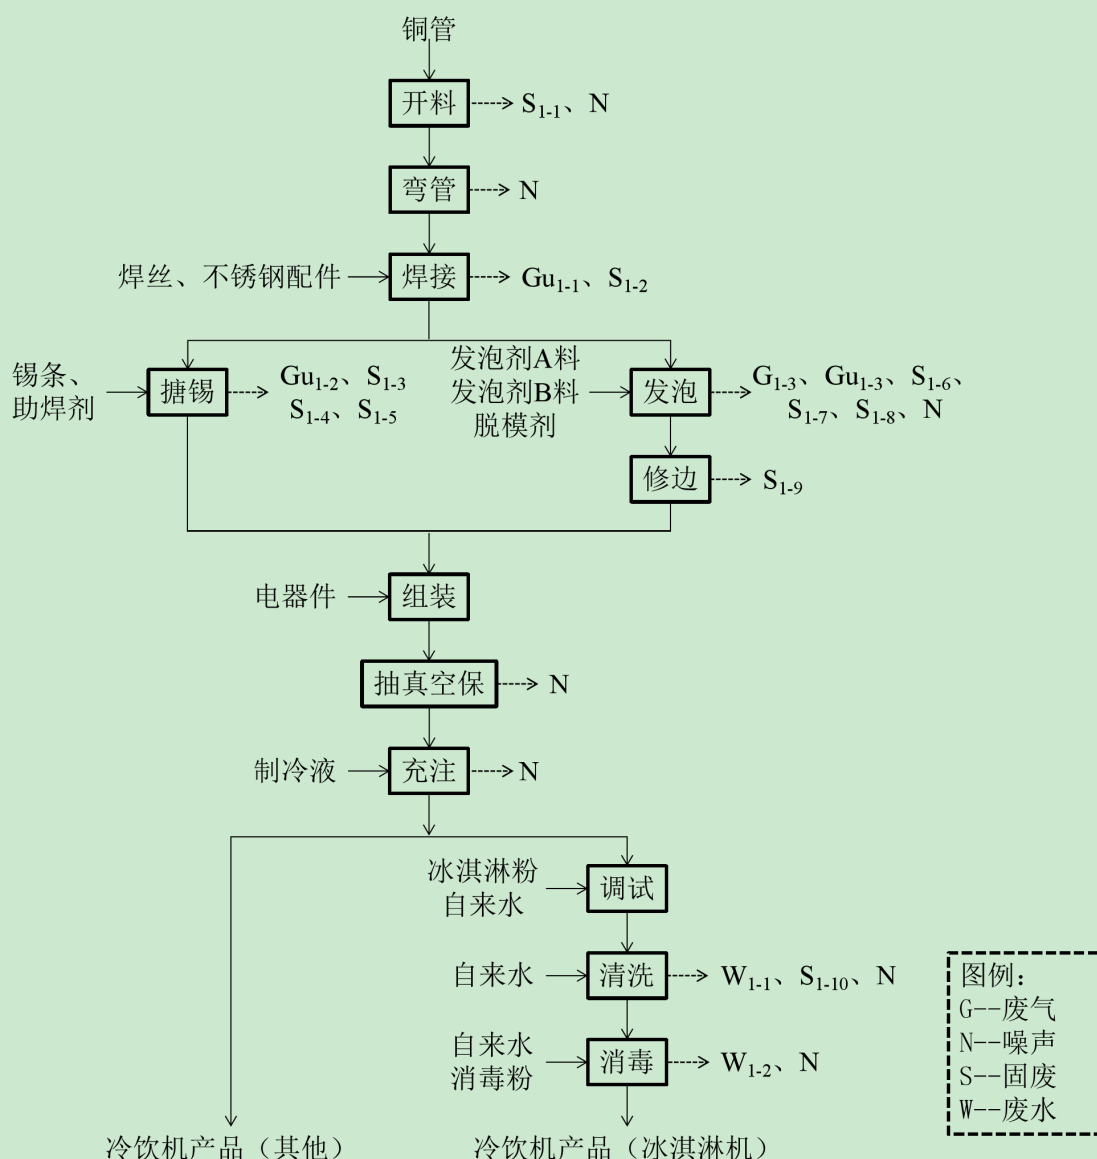 铜管
开料
S1-1、N
弯管
N
焊丝、不锈钢配件
焊接
Gu1-1、S1-2
锡条、
助焊剂
搪锡
Gu1-2、S1-3
S1-4、S1-5
发泡剂A料
发泡剂B料
脱模剂
发泡
G1-3、Gu1-3、S1-6、
S1-7、S1-8、N
修边
S1-9
电器件
组装
抽真空保
N
制冷液
充注
N
冰淇淋粉
自来水
调试
自来水
清洗
W1-1、S1-10、N
自来水
消毒粉
消毒
W1-2、N
冷饮机产品（其他）
冷饮机产品（冰淇淋机）
图例：
G--废气
N--噪声
S--固废
W--废水